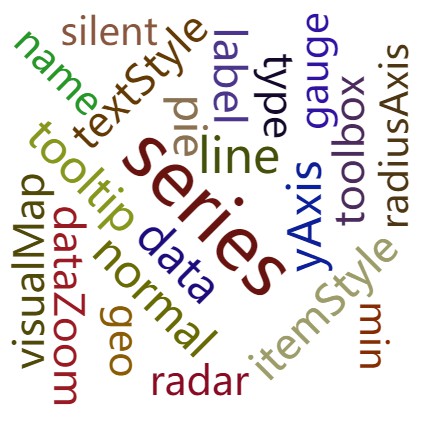 silent
name
textStyle
label
type
gauge
radiusAxis
toolbox
pie
line
tooltip
series
yAxis
data
visualMap
dataZoom
normal
geo
itemStyle
min
radar